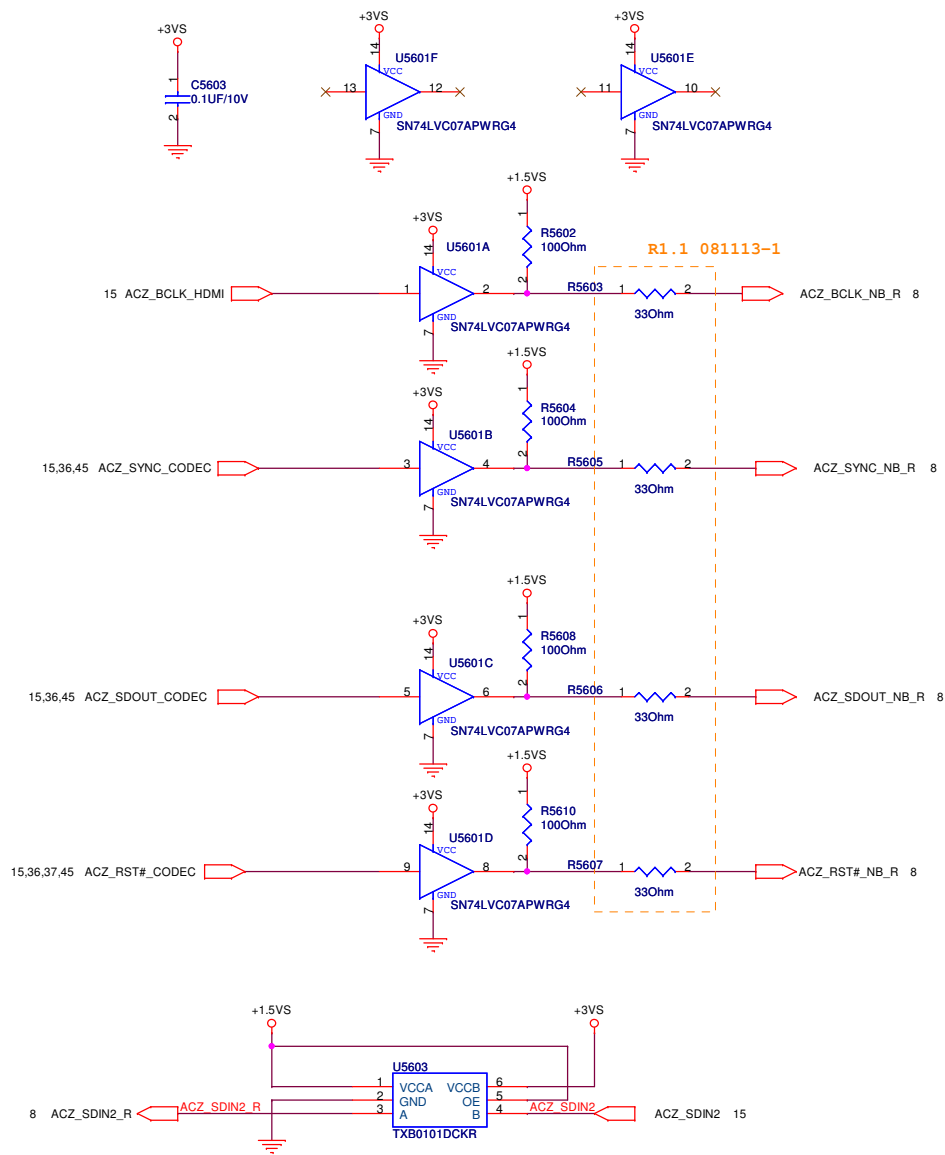 +3VS
1
C5603
0.1UF/10V
2
+3VS
14
U5601F
VCC
13
12
GND
SN74LVC07APWRG4
7
+3VS
14
U5601E
VCC
11
10
GND
SN74LVC07APWRG4
7
+1.5VS
1
R5602
100Ohm
2
+3VS
14
U5601A
VCC
R1.1 081113-1
15 ACZ_BCLK_HDMI
1
2
R5603
1
2
ACZ_BCLK_NB_R 8
GND
33Ohm
SN74LVC07APWRG4
7
+1.5VS
1
R5604
100Ohm
2
+3VS
14
U5601B
VCC
15,36,45 ACZ_SYNC_CODEC
3
4
R5605
1
2
ACZ_SYNC_NB_R 8
GND
33Ohm
SN74LVC07APWRG4
7
+1.5VS
1
R5608
100Ohm
2
+3VS
14
U5601C
VCC
15,36,45 ACZ_SDOUT_CODEC
5
6
R5606
1
2
ACZ_SDOUT_NB_R 8
GND
33Ohm
SN74LVC07APWRG4
7
+1.5VS
1
R5610
100Ohm
2
+3VS
14
U5601D
VCC
15,36,37,45 ACZ_RST#_CODEC
9
8
R5607
1
2
ACZ_RST#_NB_R 8
GND
33Ohm
SN74LVC07APWRG4
7
+1.5VS
+3VS
U5603
1 VCCA VCCB 6
2 GND OE 5
8 ACZ_SDIN2_R ACZ_SDIN2_R 3 A B 4 ACZ_SDIN2 ACZ_SDIN2 15
TXB0101DCKR